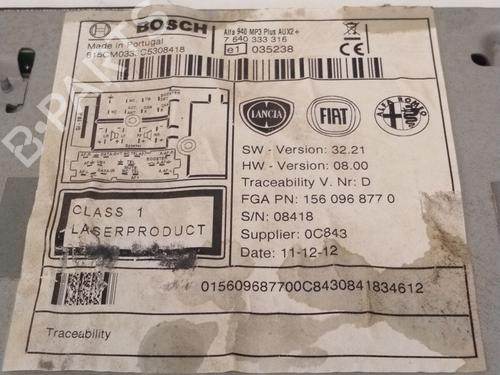 BOSCH
Alfa 940 MP3 Plus AUX2+
7 640 333 316
Made in Portugal
e1 035238
CE
LANCIA
FIAT
ALFA ROMEO
SW - Version: 32.21
HW - Version: 08.00
Traceability V. Nr: D
FGA PN: 156 096 877 0
S/N: 08418
Supplier: 0C843
Date: 11-12-12
CLASS 1
LASERPRODUCT
015609687700C8430841834612
Traceability
B-PARTS